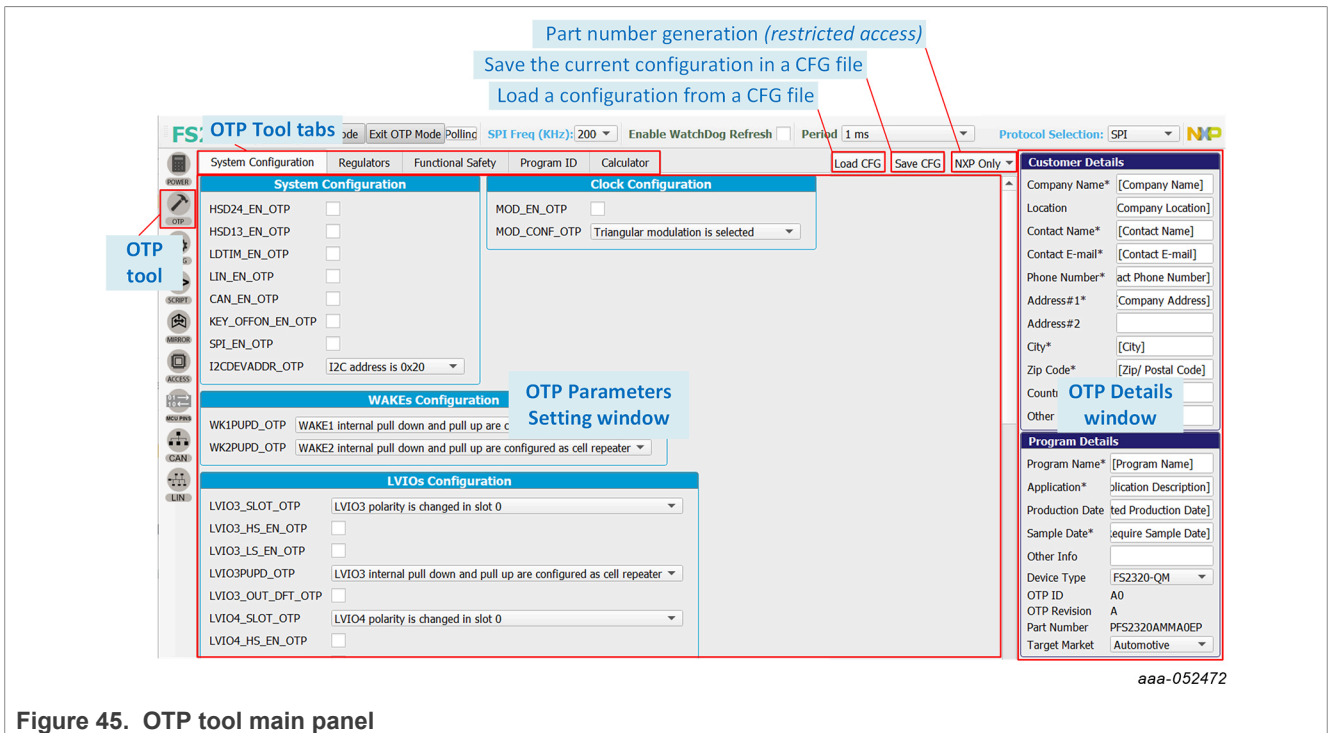 Part number generation (restricted access)
Save the current configuration in a CFG file
Load a configuration from a CFG file
OTP Tool tabs
Exit OTP Mode
SPI Freq (KHz): 200
Enable WatchDog Refresh
Period 1 ms
Protocol Selection: SPI
NXP
System Configuration Regulators Functional Safety Program ID Calculator
Load CFG Save CFG NXP Only
POWER
OTP
OTP
tool
SCRIPT
MIRROR
ACCESS
MCU PINS
CAN
LIN
System Configuration
HSD24_EN_OTP
HSD13_EN_OTP
LDTIM_EN_OTP
LIN_EN_OTP
CAN_EN_OTP
KEY_OFFON_EN_OTP
SPI_EN_OTP
I2CDEVADDR_OTP I2C address is 0x20
Clock Configuration
MOD_EN_OTP
MOD_CONF_OTP Triangular modulation is selected
WAKEs Configuration
WK1PUPD_OTP WAKE1 internal pull down and pull up are
WK2PUPD_OTP WAKE2 internal pull down and pull up are configured as cell repeater
OTP Parameters
Setting window
LVIOs Configuration
LVIO3_SLOT_OTP LVIO3 polarity is changed in slot 0
LVIO3_HS_EN_OTP
LVIO3_LS_EN_OTP
LVIO3PUPD_OTP LVIO3 internal pull down and pull up are configured as cell repeater
LVIO3_OUT_DFT_OTP
LVIO4_SLOT_OTP LVIO4 polarity is changed in slot 0
LVIO4_HS_EN_OTP
Customer Details
Company Name* [Company Name]
Location Company Location]
Contact Name* [Contact Name]
Contact E-mail* [Contact E-mail]
Phone Number* act Phone Number]
Address#1* Company Address]
Address#2
City* [City]
Zip Code* [Zip/ Postal Code]
Other
OTP Details
window
Program Details
Program Name* [Program Name]
Application* plication Description]
Production Date ted Production Date]
Sample Date* equire Sample Date]
Other Info
Device Type FS2320-QM
OTP ID A0
OTP Revision A
Part Number PFS2320AMMA0EP
Target Market Automotive
aaa-052472
Figure 45. OTP tool main panel